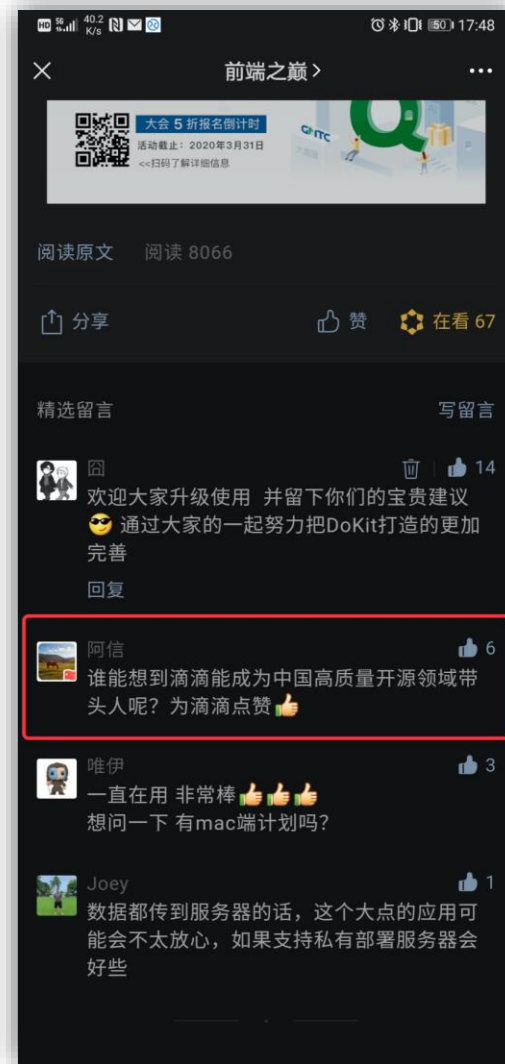 HD 5G 40.2 K/s 50 17:48
前端之巅 >
大会 5 折报名倒计时
活动截止：2020年3月31日
<<扫码了解详细信息
GMTC
阅读原文 阅读 8066
分享 赞 在看 67
精选留言 写留言
囧 14
欢迎大家升级使用 并留下你们的宝贵建议
通过大家的一起努力把DoKit打造的更加
完善
回复
阿信 6
谁能想到滴滴能成为中国高质量开源领域带
头人呢？为滴滴点赞
唯伊 3
一直在用 非常棒
想问一下 有mac端计划吗？
Joey 1
数据都传到服务器的话，这个大点的应用可
能会不太放心，如果支持私有部署服务器会
好些